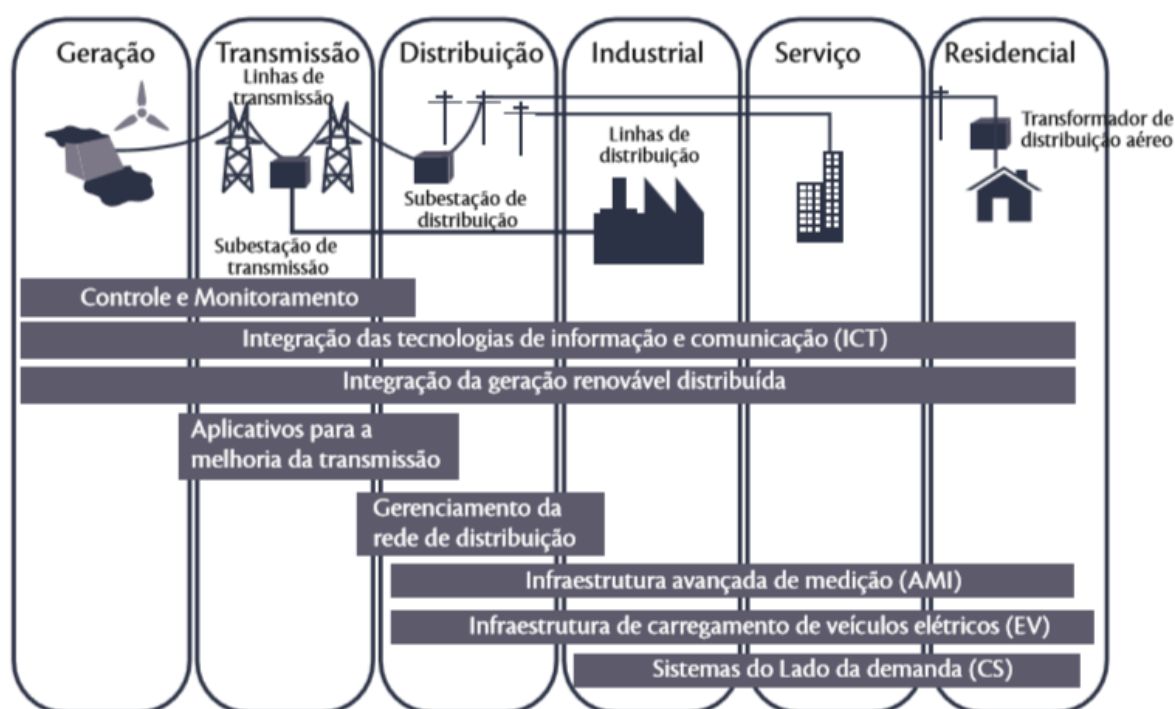 Geração
Transmissão
Distribuição
Industrial
Serviço
Residencial
Linhas de
transmissão
Linhas de
distribuição
Transformador de
distribuição aéreo
Subestação de
distribuição
Subestação de
transmissão
Controle e Monitoramento
Integração das tecnologias de informação e comunicação (ICT)
Integração da geração renovável distribuída
Aplicativos para a
melhoria da transmissão
Gerenciamento da
rede de distribuição
Infraestrutura avançada de medição (AMI)
Infraestrutura de carregamento de veículos elétricos (EV)
Sistemas do Lado da demanda (CS)